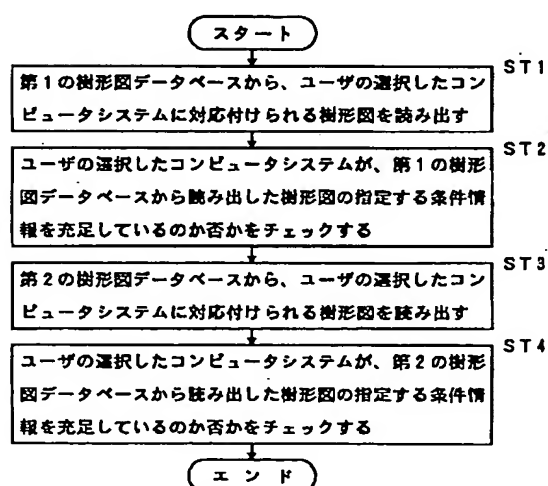 スタート
ST1
第1の樹形図データベースから、ユーザの選択したコン
ピュータシステムに対応付けられる樹形図を読み出す
ST2
ユーザの選択したコンピュータシステムが、第1の樹形
図データベースから読み出した樹形図の指定する条件情
報を充足しているのか否かをチェックする
ST3
第2の樹形図データベースから、ユーザの選択したコン
ピュータシステムに対応付けられる樹形図を読み出す
ST4
ユーザの選択したコンピュータシステムが、第2の樹形
図データベースから読み出した樹形図の指定する条件情
報を充足しているのか否かをチェックする
エンド